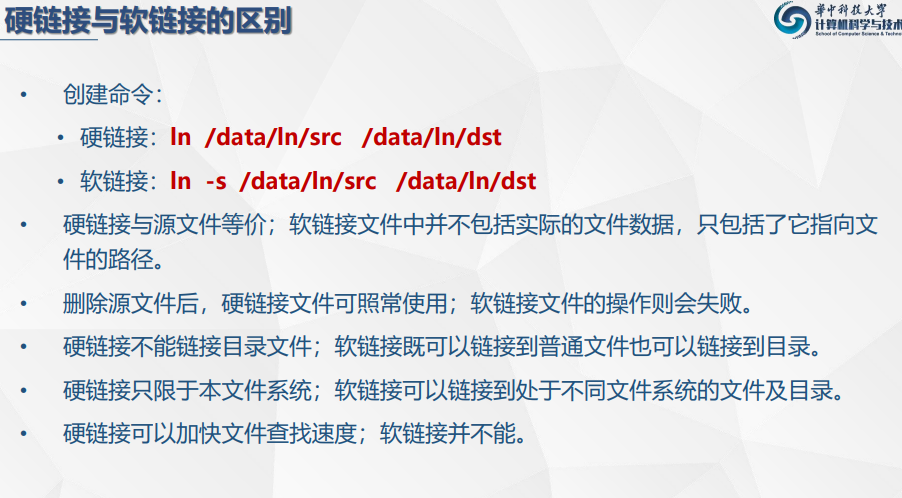 硬链接与软链接的区别
华中科技大学
计算机科学与技术
School of Computer Science & Techno
• 创建命令：
• 硬链接：ln /data/ln/src /data/ln/dst
• 软链接：ln -s /data/ln/src /data/ln/dst
• 硬链接与源文件等价；软链接文件中并不包括实际的文件数据，只包括了它指向文
件的路径。
• 删除源文件后，硬链接文件可照常使用；软链接文件的操作则会失败。
• 硬链接不能链接目录文件；软链接既可以链接到普通文件也可以链接到目录。
• 硬链接只限于本文件系统；软链接可以链接到处于不同文件系统的文件及目录。
• 硬链接可以加快文件查找速度；软链接并不能。